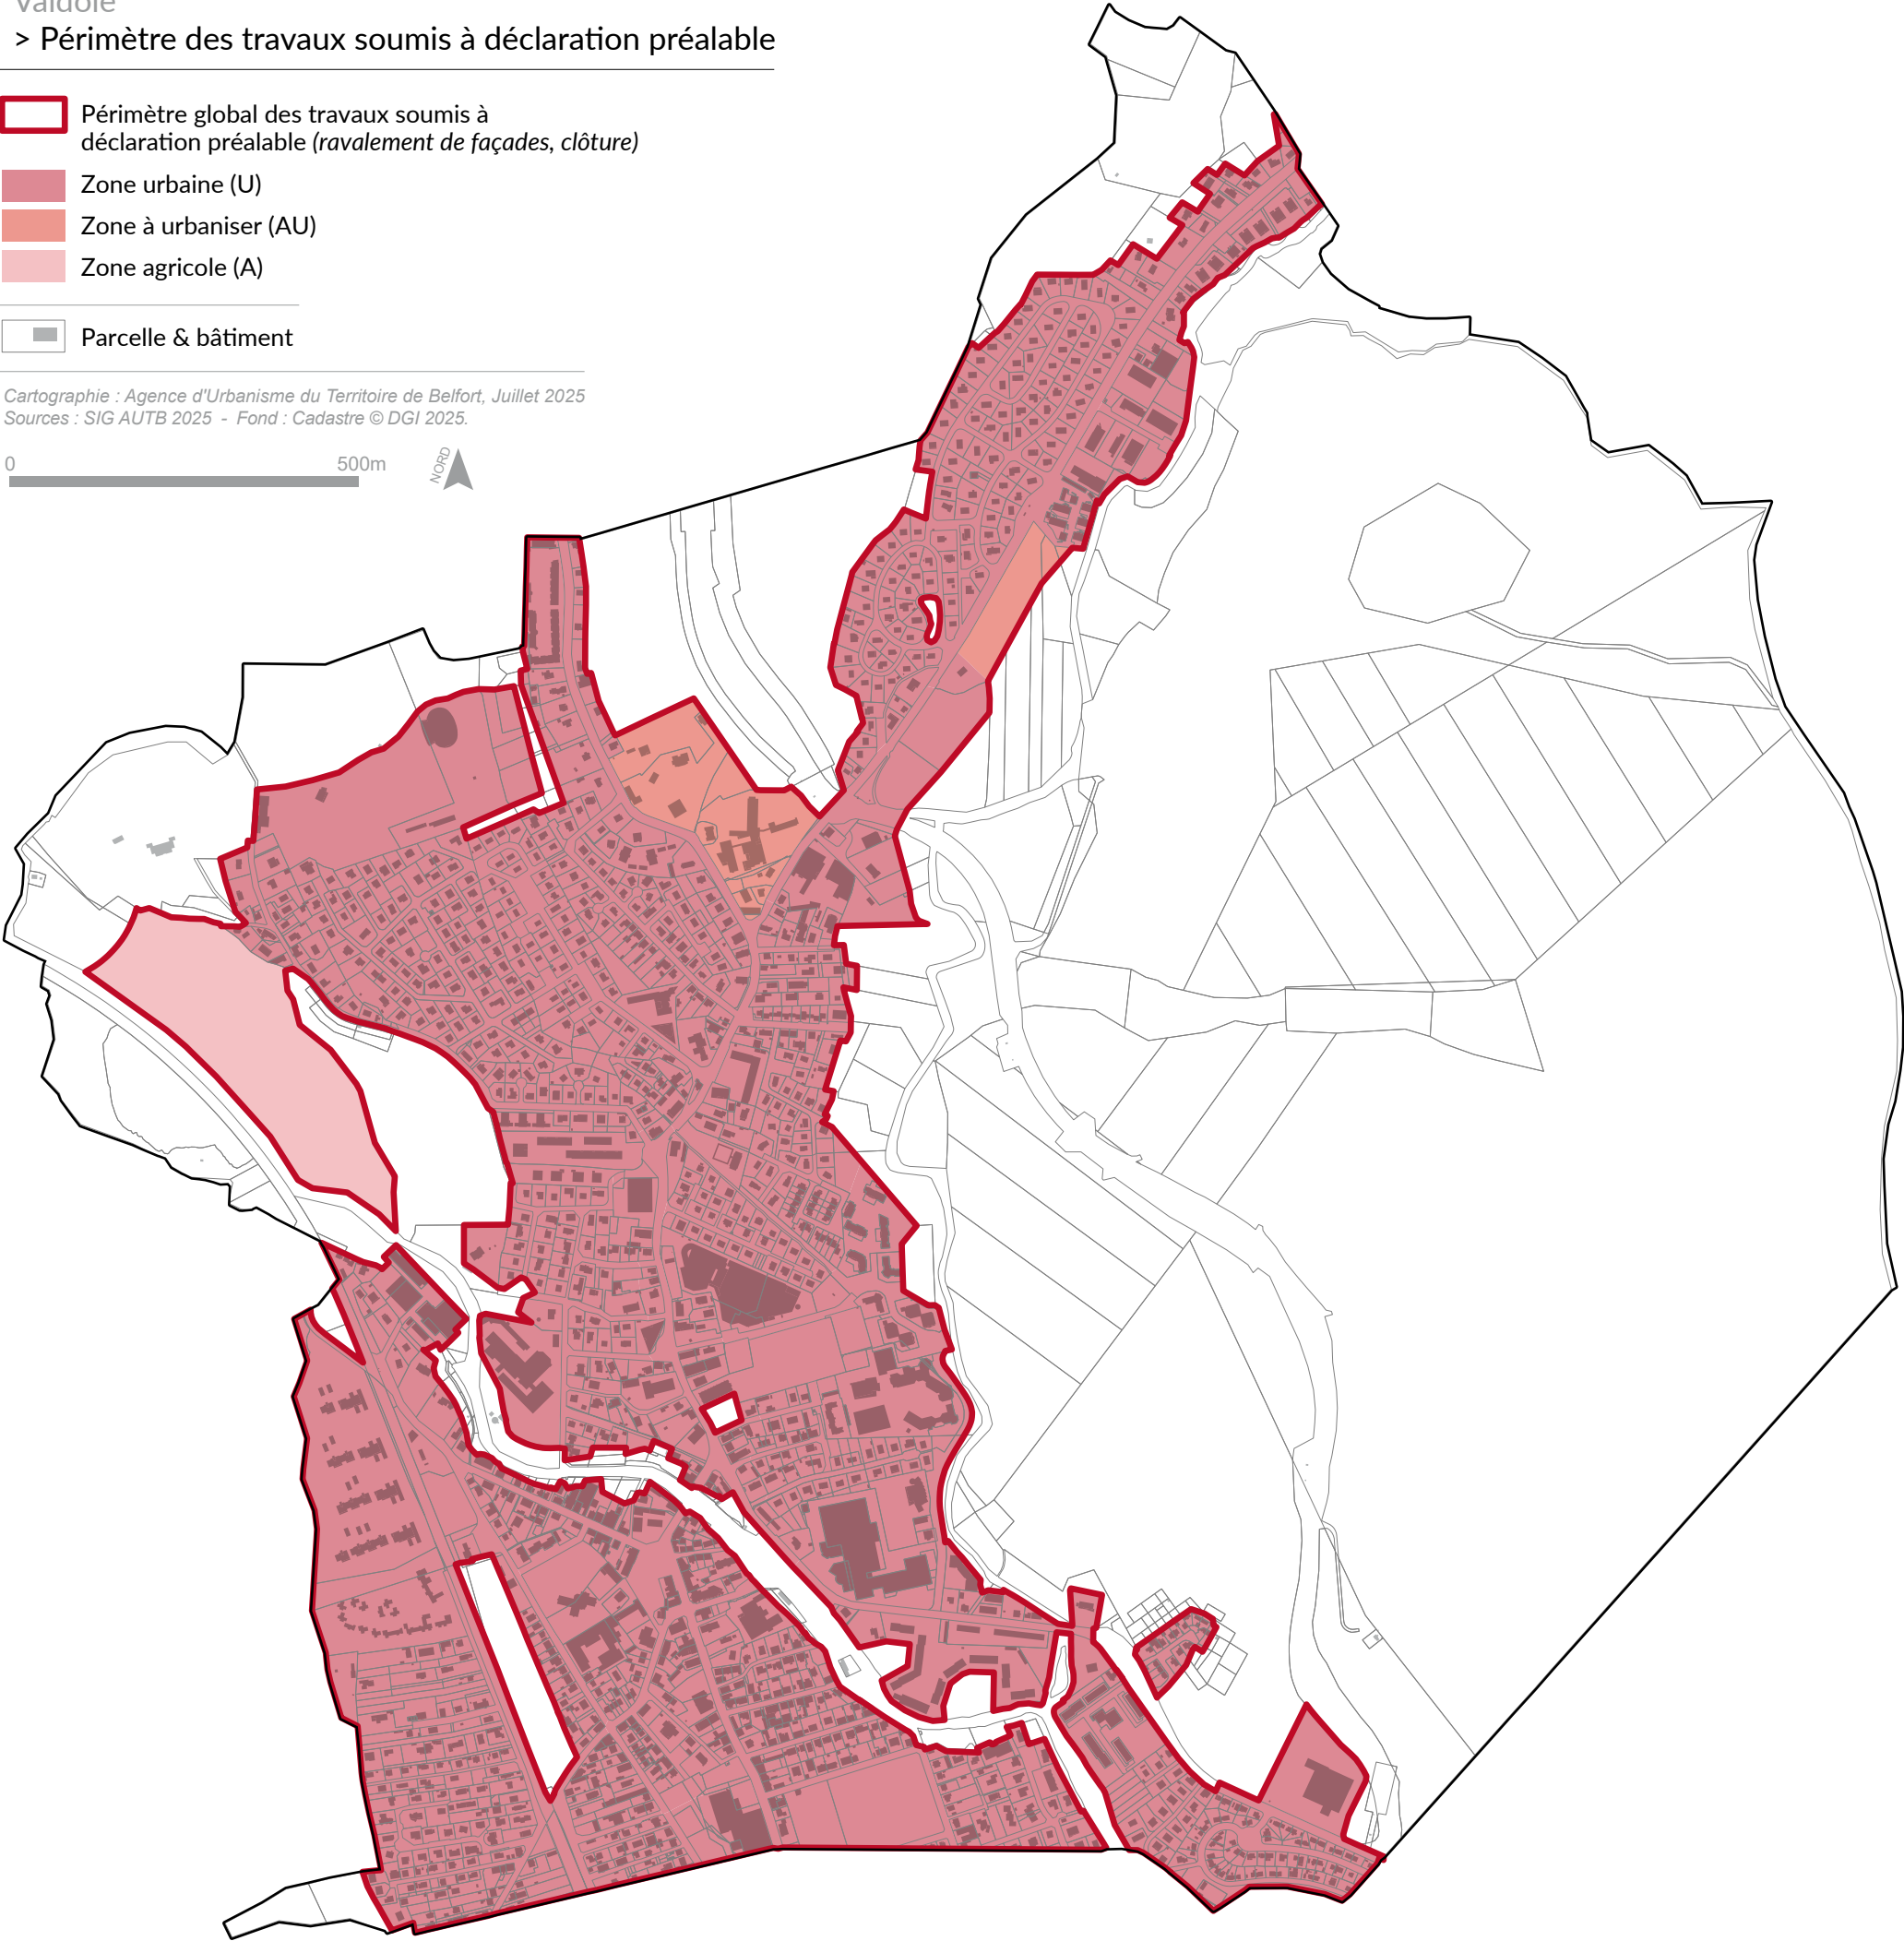 Valdoie
> Périmètre des travaux soumis à déclaration préalable
Périmètre global des travaux soumis à
déclaration préalable (ravalement de façades, clôture)
Zone urbaine (U)
Zone à urbaniser (AU)
Zone agricole (A)
Parcelle & bâtiment
Cartographie : Agence d'Urbanisme du Territoire de Belfort, Juillet 2025
Sources : SIG AUTB 2025 - Fond : Cadastre © DGI 2025.
0 500m
NORD